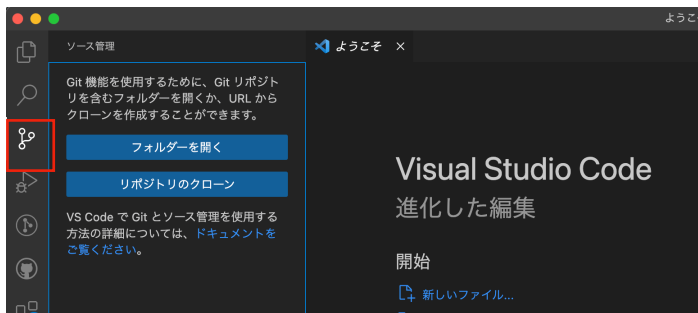 ようこ
ソース管理
ようこそ ×
Git 機能を使用するために、Git リポジト
リを含むフォルダーを開くか、URL から
クローンを作成することができます。
フォルダーを開く
リポジトリのクローン
VS Code で Git とソース管理を使用する
方法の詳細については、ドキュメントを
ご覧ください。
Visual Studio Code
進化した編集
開始
新しいファイル...